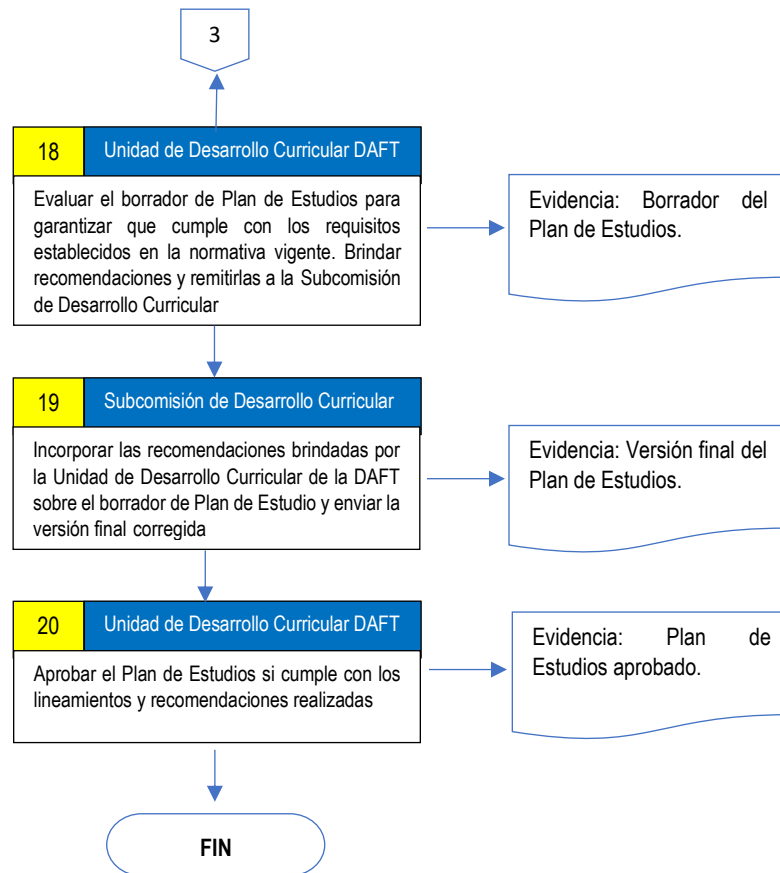 3
18
Unidad de Desarrollo Curricular DAFT
Evaluar el borrador de Plan de Estudios para
garantizar que cumple con los requisitos
establecidos en la normativa vigente. Brindar
recomendaciones y remitirlas a la Subcomisión
de Desarrollo Curricular
Evidencia: Borrador del
Plan de Estudios.
19
Subcomisión de Desarrollo Curricular
Incorporar las recomendaciones brindadas por
la Unidad de Desarrollo Curricular de la DAFT
sobre el borrador de Plan de Estudio y enviar la
versión final corregida
Evidencia: Versión final del
Plan de Estudios.
20
Unidad de Desarrollo Curricular DAFT
Aprobar el Plan de Estudios si cumple con los
lineamientos y recomendaciones realizadas
Evidencia: Plan de
Estudios aprobado.
FIN